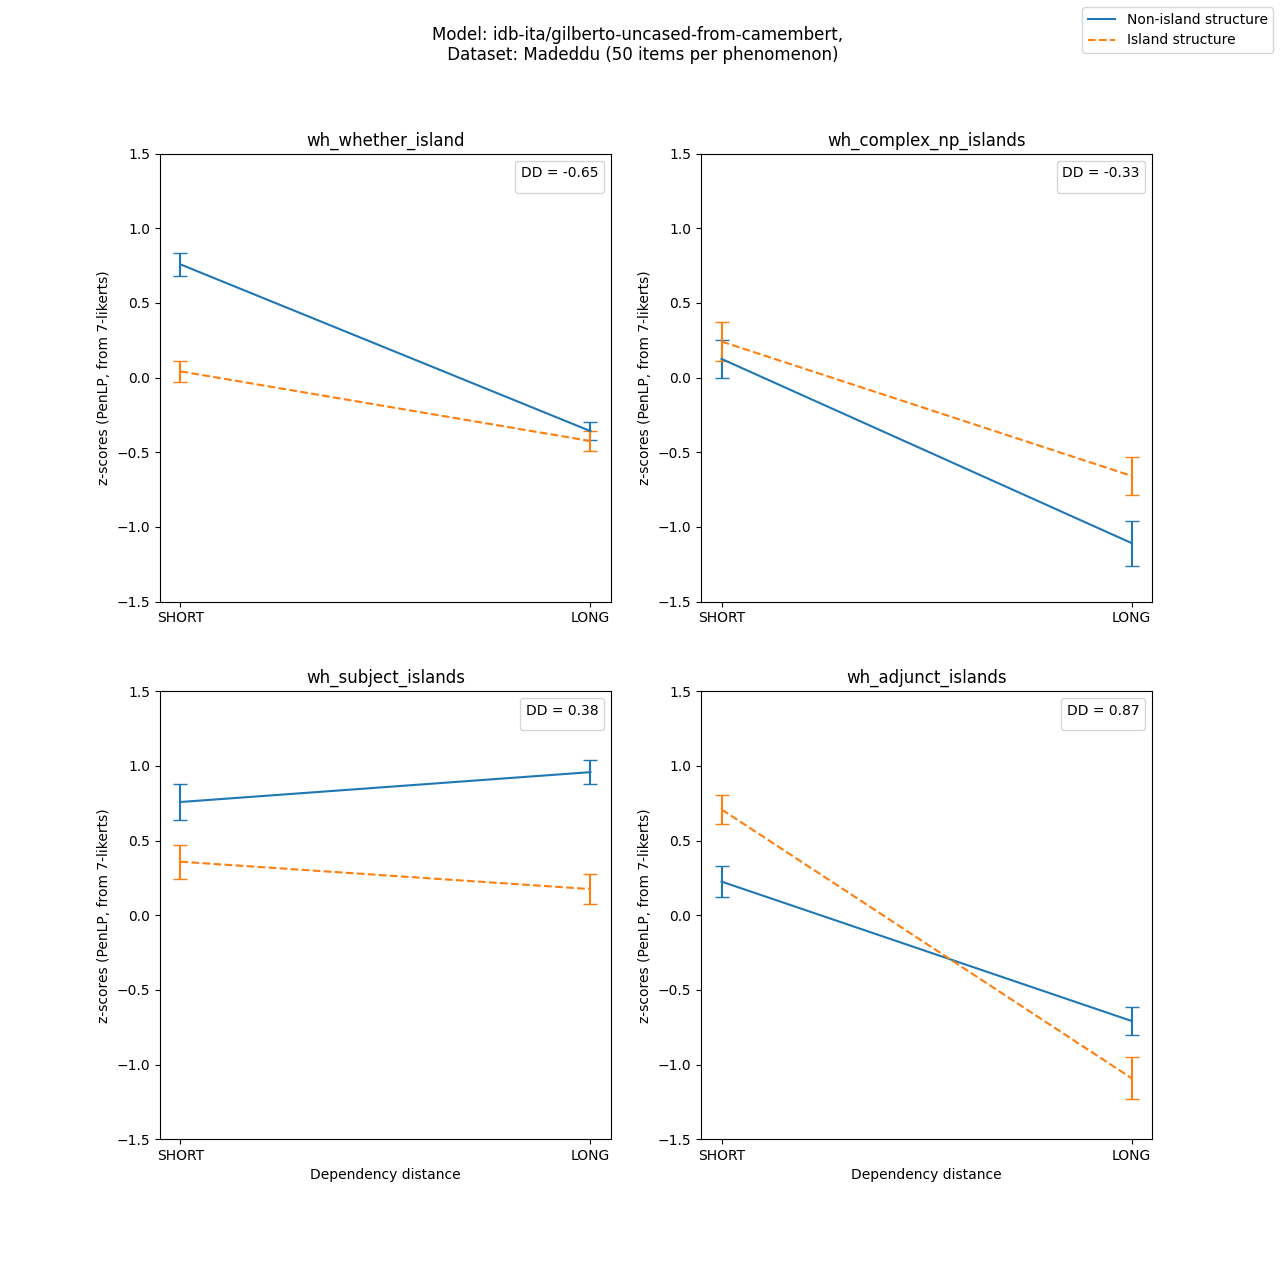 Model: idb-ita/gilberto-uncased-from-camembert,
Dataset: Madeddu (50 items per phenomenon)
Non-island structure
Island structure
wh_whether_island
DD = -0.65
1.5
1.0
0.5
0.0
−0.5
−1.0
−1.5
z-scores (PenLP, from 7-likerts)
SHORT
LONG
wh_complex_np_islands
DD = -0.33
1.5
1.0
0.5
0.0
−0.5
−1.0
−1.5
z-scores (PenLP, from 7-likerts)
SHORT
LONG
wh_subject_islands
DD = 0.38
1.5
1.0
0.5
0.0
−0.5
−1.0
−1.5
z-scores (PenLP, from 7-likerts)
SHORT
LONG
Dependency distance
wh_adjunct_islands
DD = 0.87
1.5
1.0
0.5
0.0
−0.5
−1.0
−1.5
z-scores (PenLP, from 7-likerts)
SHORT
LONG
Dependency distance